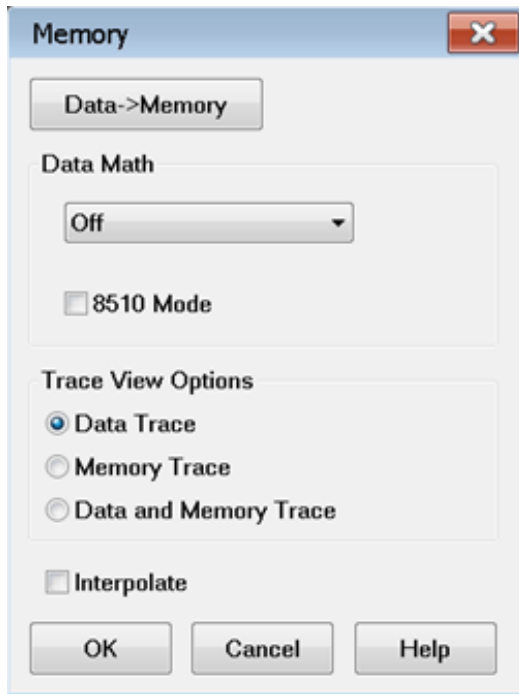 Memory
Data->Memory
Data Math
Off
8510 Mode
Trace View Options
Data Trace
Memory Trace
Data and Memory Trace
Interpolate
OK Cancel Help